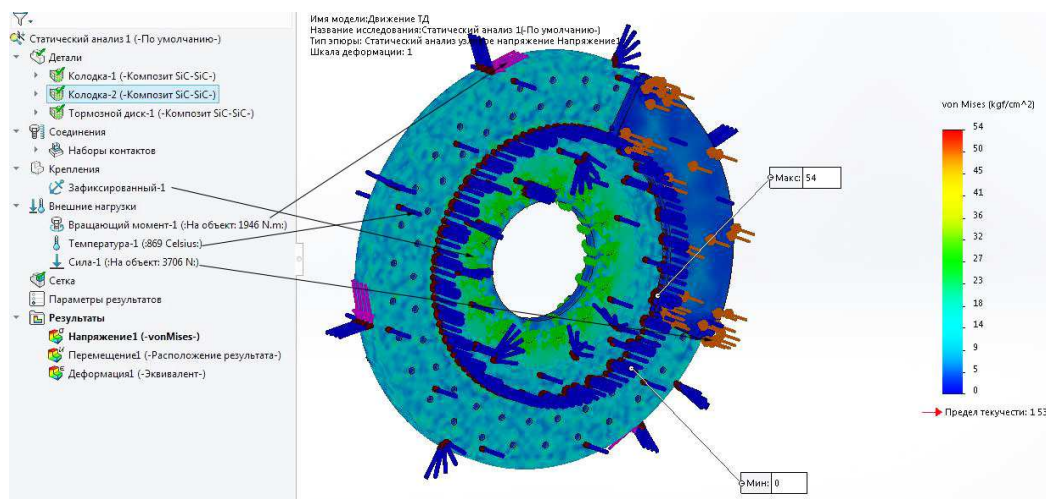 Имя модели:Движение ТД
Название исследования:Статический анализ 1(-По умолчанию-)
Тип эпюры: Статический анализ узловое напряжение Напряжение1
Шкала деформации: 1
Статический анализ 1 (-По умолчанию-)
Детали
Колодка-1 (-Композит SiC-SiC-)
Колодка-2 (-Композит SiC-SiC-)
Тормозной диск-1 (-Композит SiC-SiC-)
Соединения
Наборы контактов
Крепления
Зафиксированный-1
Внешние нагрузки
Вращающий момент-1 (:На объект: 1946 N.m:)
Температура-1 (:869 Celsius:)
Сила-1 (:На объект: 3706 N:)
Сетка
Параметры результатов
Результаты
Напряжение1 (-vonMises-)
Перемещение1 (-Расположение результата-)
Деформация1 (-Эквивалент-)
Макс: 54
Мин: 0
von Mises (kgf/cm^2)
54
50
45
41
36
32
27
23
18
14
9
5
0
Предел текучести: 1 53